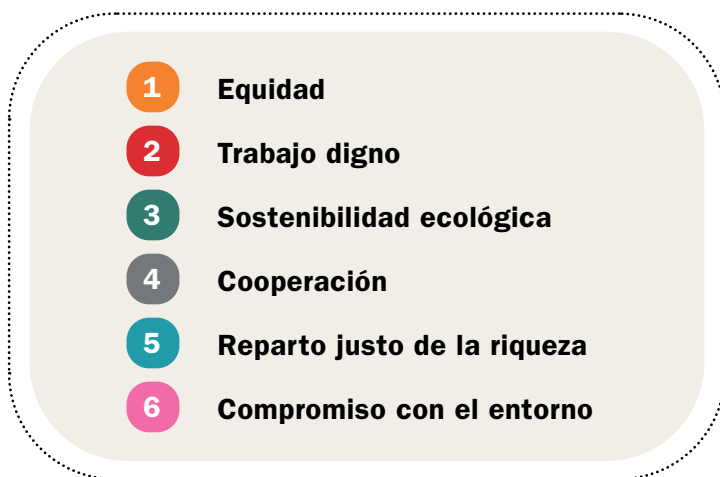 1 Equidad
2 Trabajo digno
3 Sostenibilidad ecológica
4 Cooperación
5 Reparto justo de la riqueza
6 Compromiso con el entorno